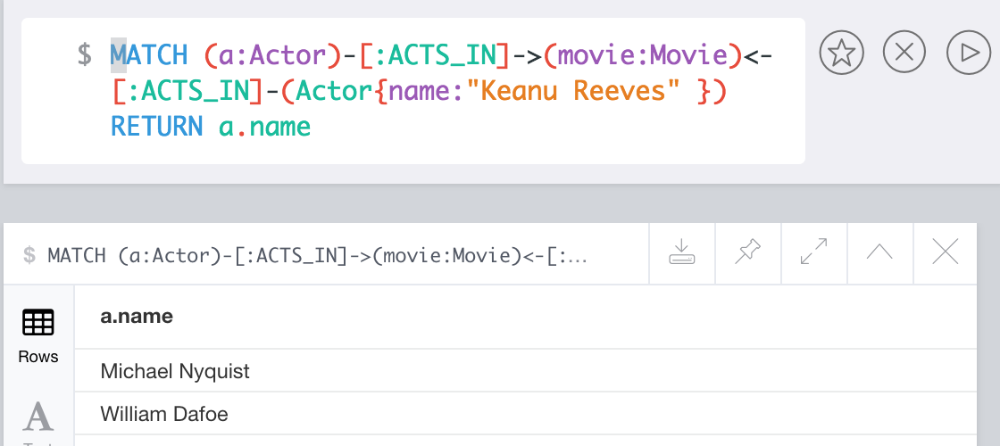 $ MATCH (a:Actor)-[:ACTS_IN]->(movie:Movie)<-
[:ACTS_IN]-(Actor{name:"Keanu Reeves" })
RETURN a.name
$ MATCH (a:Actor)-[:ACTS_IN]->(movie:Movie)<-[:...
a.name
Rows
Michael Nyquist
A
William Dafoe